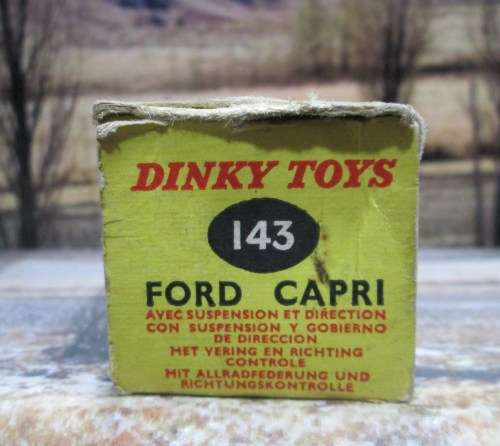 DINKY TOYS
143
FORD CAPRI
AVEC SUSPENSION ET DIRECTION
CON SUSPENSION Y GOBIERNO
DE DIRECCION
MET VERING EN RICHTING
CONTROLE
MIT ALLRADFEDERUNG UND
RICHTUNGSKONTROLLE